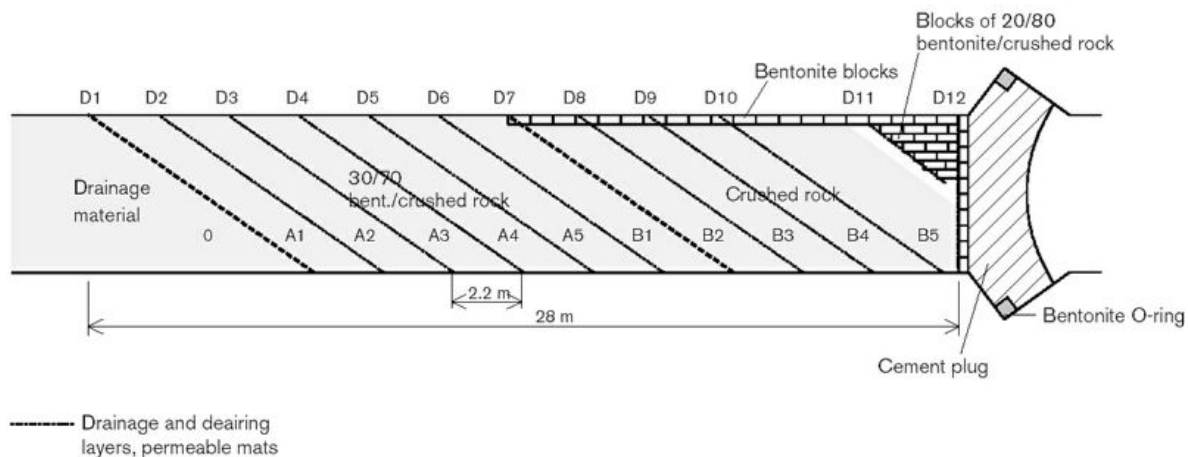 Blocks of 20/80
bentonite/crushed rock
Bentonite blocks
D1 D2 D3 D4 D5 D6 D7 D8 D9 D10 D11 D12
Drainage
material
30/70
bent./crushed rock
Crushed rock
0 A1 A2 A3 A4 A5 B1 B2 B3 B4 B5
2.2 m
28 m
Bentonite O-ring
Cement plug
Drainage and deairing
layers, permeable mats